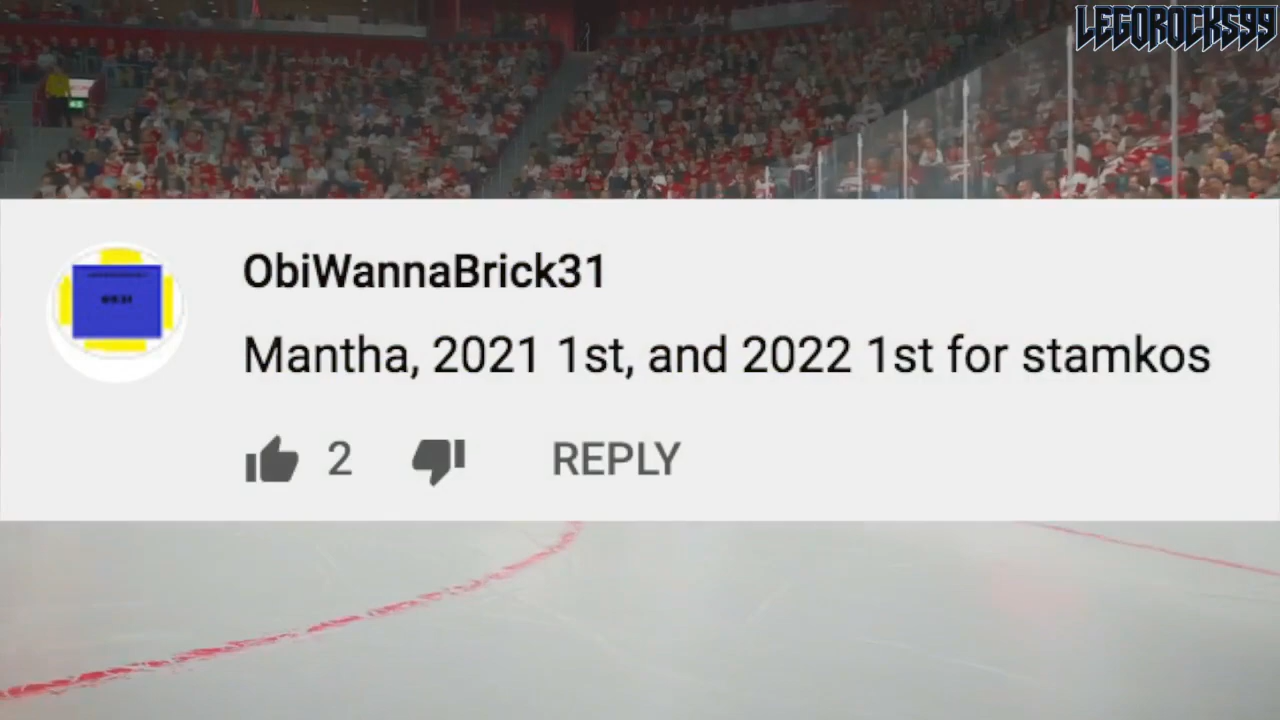 LEGOROCKS99
ObiWannaBrick31
Mantha, 2021 1st, and 2022 1st for stamkos
2
REPLY